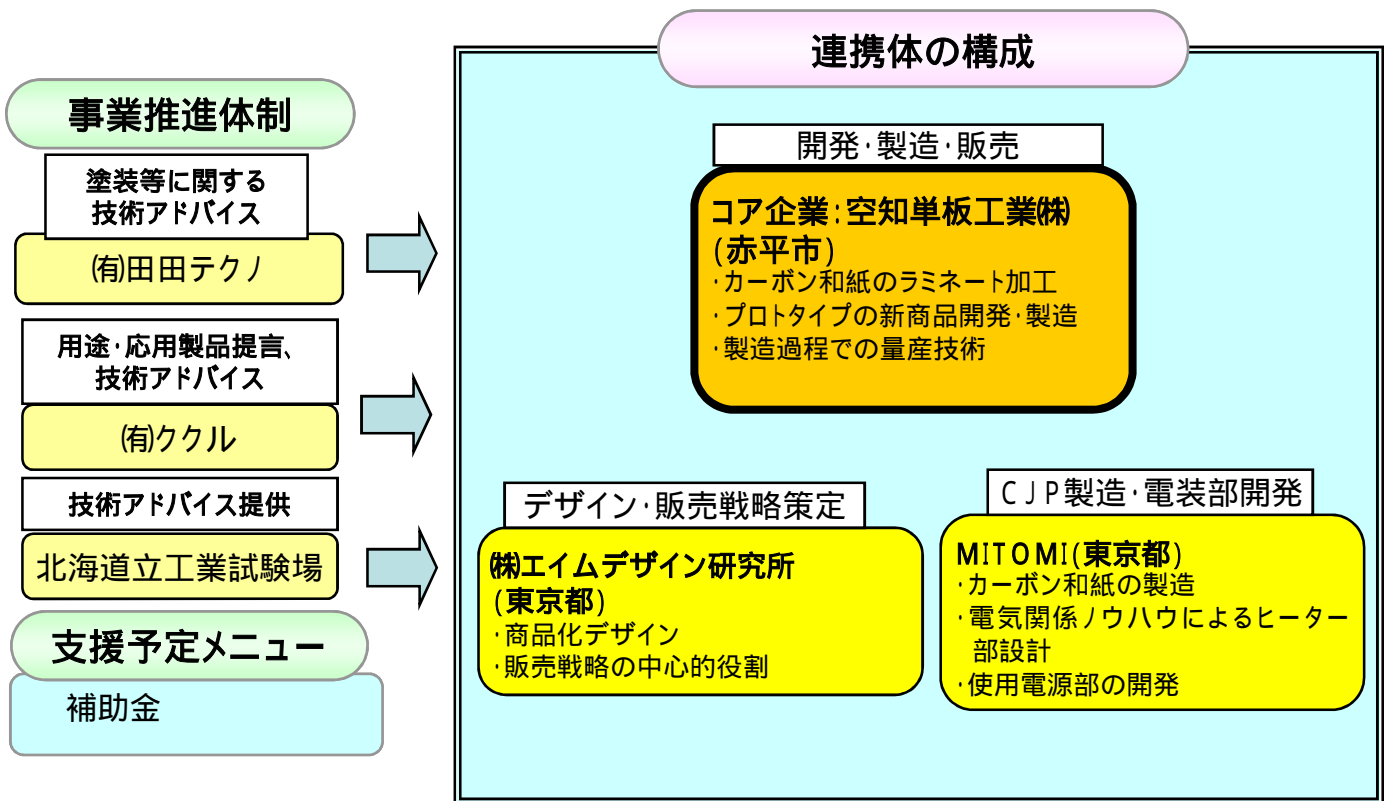 連携体の構成
事業推進体制
塗装等に関する
技術アドバイス
㈲田田テクノ
用途・応用製品提言、
技術アドバイス
㈲ククル
技術アドバイス提供
北海道立工業試験場
支援予定メニュー
補助金
開発・製造・販売
コア企業:空知単板工業㈱
(赤平市)
・カーボン和紙のラミネート加工
・プロトタイプの新商品開発・製造
・製造過程での量産技術
デザイン・販売戦略策定
㈱エイムデザイン研究所
(東京都)
・商品化デザイン
・販売戦略の中心的役割
CJP製造・電装部開発
MITOMI(東京都)
・カーボン和紙の製造
・電気関係ノウハウによるヒーター
部設計
・使用電源部の開発